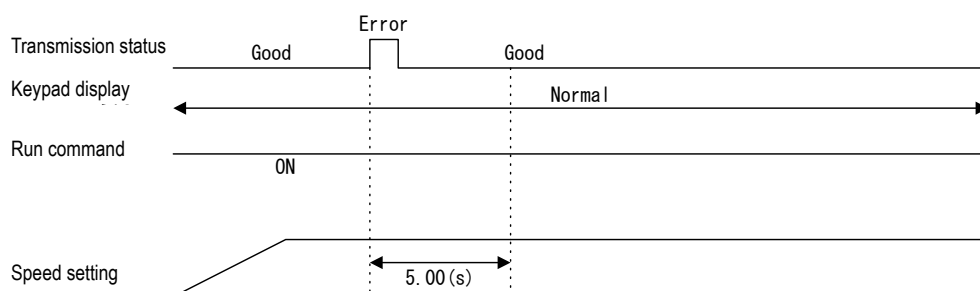 Error
Transmission status
Good
Good
Keypad display
Normal
Run command
ON
Speed setting
5.00(s)